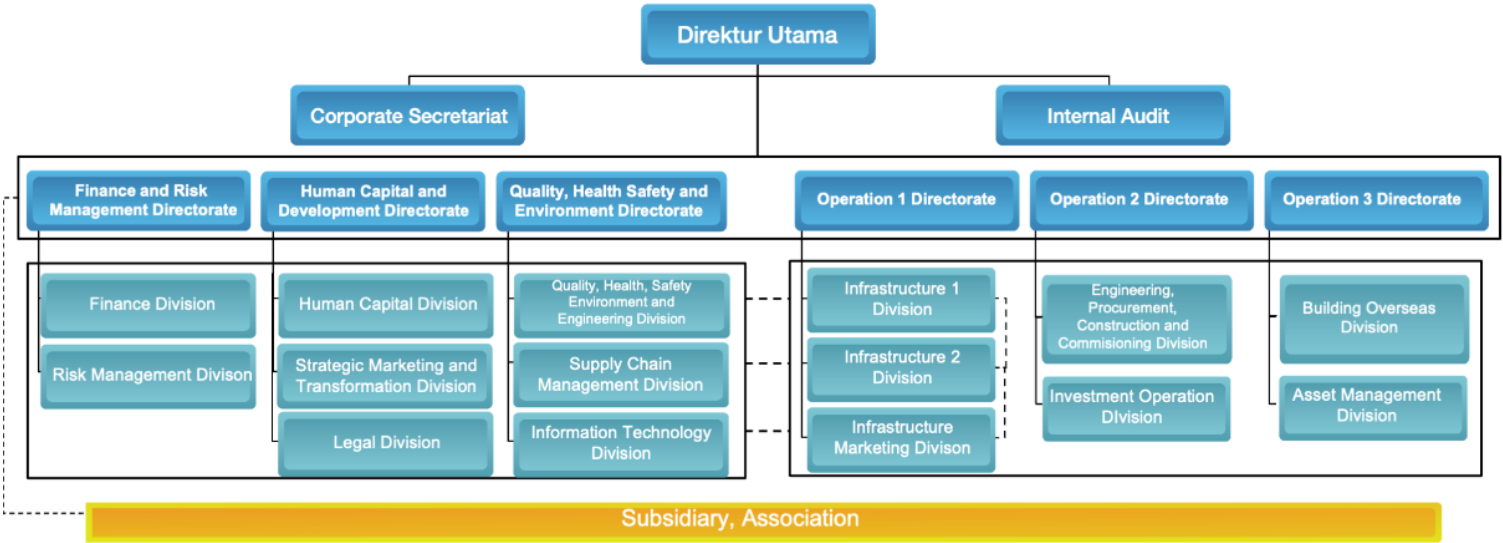 Direktur Utama
Corporate Secretariat
Internal Audit
Finance and Risk
Management Directorate
Human Capital and
Development Directorate
Quality, Health Safety and
Environment Directorate
Operation 1 Directorate
Operation 2 Directorate
Operation 3 Directorate
Finance Division
Risk Management Divison
Human Capital Division
Strategic Marketing and
Transformation Division
Legal Division
Quality, Health, Safety
Environment and
Engineering Division
Supply Chain
Management Division
Information Technology
Division
Infrastructure 1
Division
Infrastructure 2
Division
Infrastructure
Marketing Divison
Engineering,
Procurement,
Construction and
Commisioning Division
Investment Operation
DIvision
Building Overseas
Division
Asset Management
Division
Subsidiary, Association